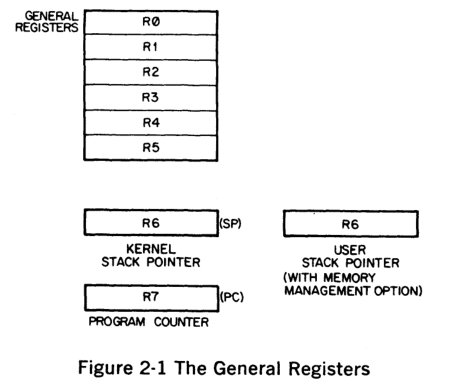 GENERAL
REGISTERS
RØ
R1
R2
R3
R4
R5
R6
(SP)
KERNEL
STACK POINTER
R6
USER
STACK POINTER
(WITH MEMORY
MANAGEMENT OPTION)
R7
(PC)
PROGRAM COUNTER
Figure 2-1 The General Registers